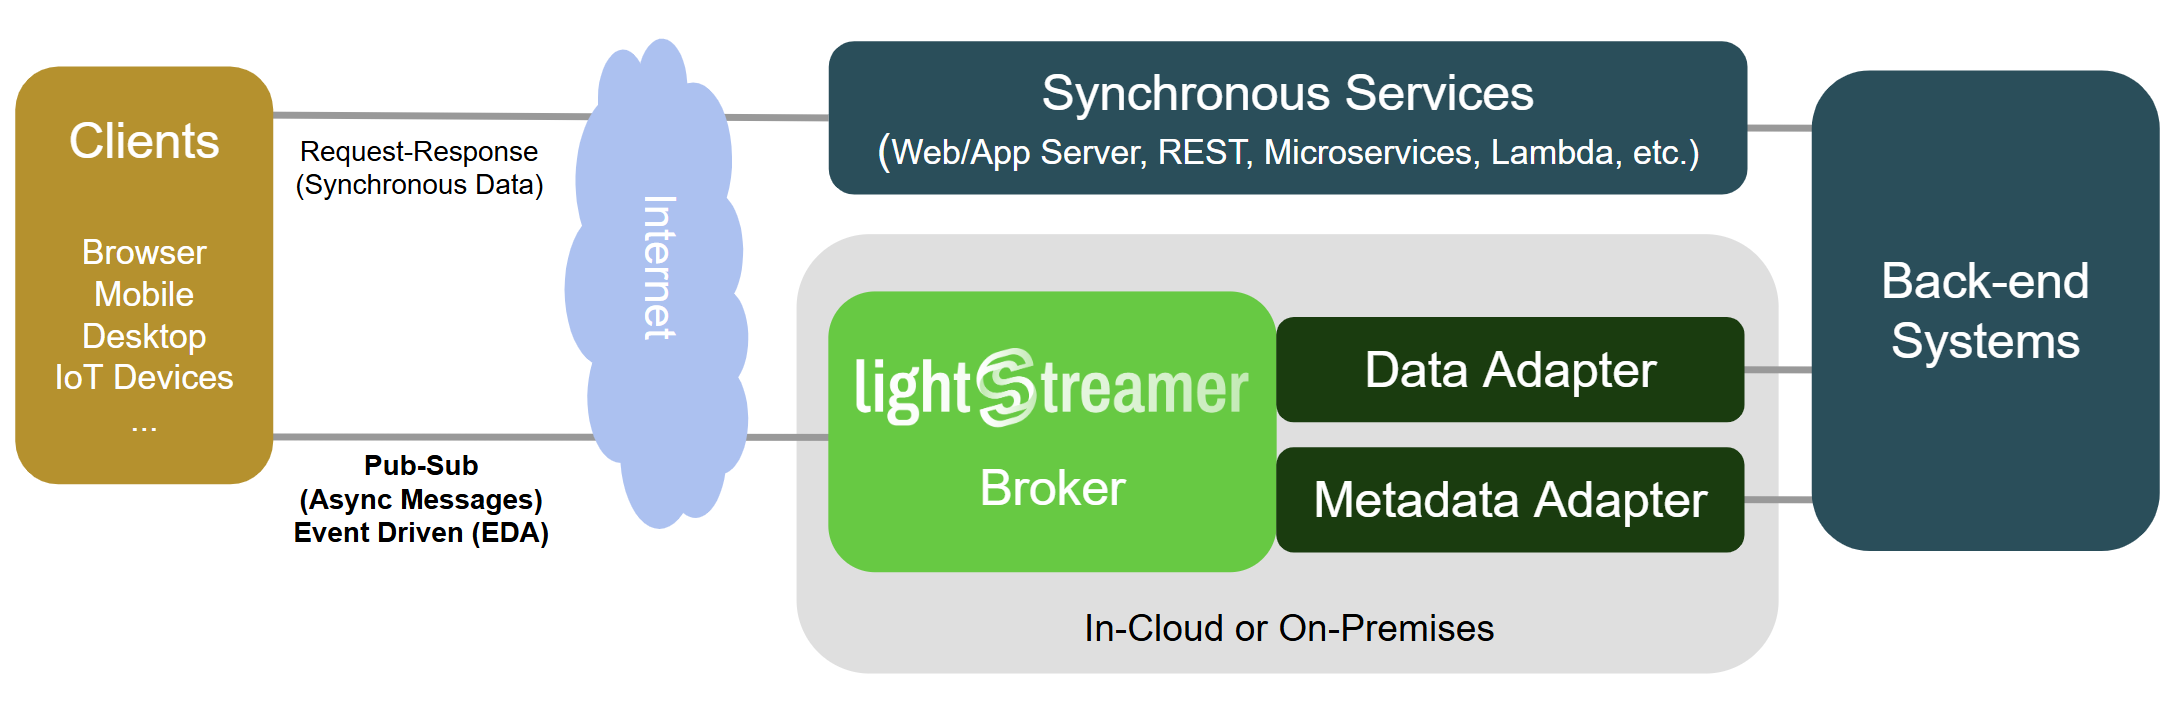 Clients
Browser
Mobile
Desktop
IoT Devices
...
Request-Response
(Synchronous Data)
Pub-Sub
(Async Messages)
Event Driven (EDA)
Internet
Synchronous Services
(Web/App Server, REST, Microservices, Lambda, etc.)
lightStreamer
Broker
Data Adapter
Metadata Adapter
In-Cloud or On-Premises
Back-end
Systems